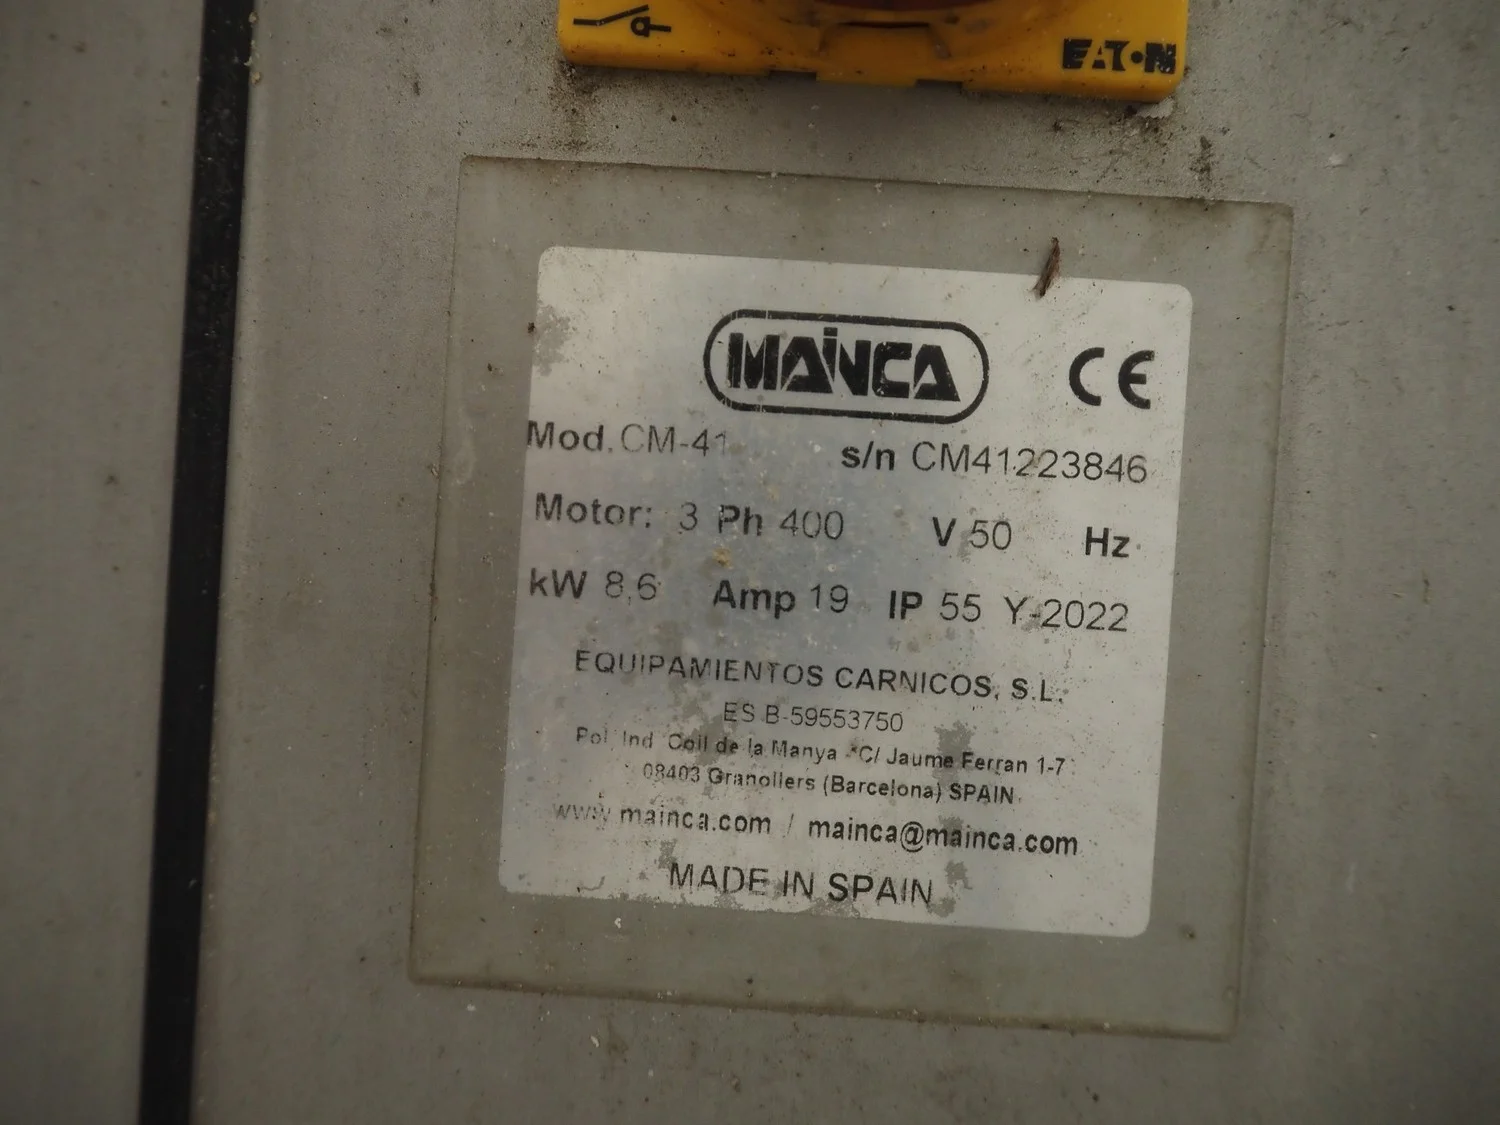 EATON
MAINCA CE
Mod. CM-41 s/n CM41223846
Motor: 3 Ph 400 V 50 Hz
kW 8,6 Amp 19 IP 55 Y-2022
EQUIPAMIENTOS CARNICOS, S.L.
ES B-59553750
Pol. Ind Coll de la Manya - C/ Jaume Ferran 1-7
08403 Granollers (Barcelona) SPAIN
www.mainca.com / mainca@mainca.com
MADE IN SPAIN